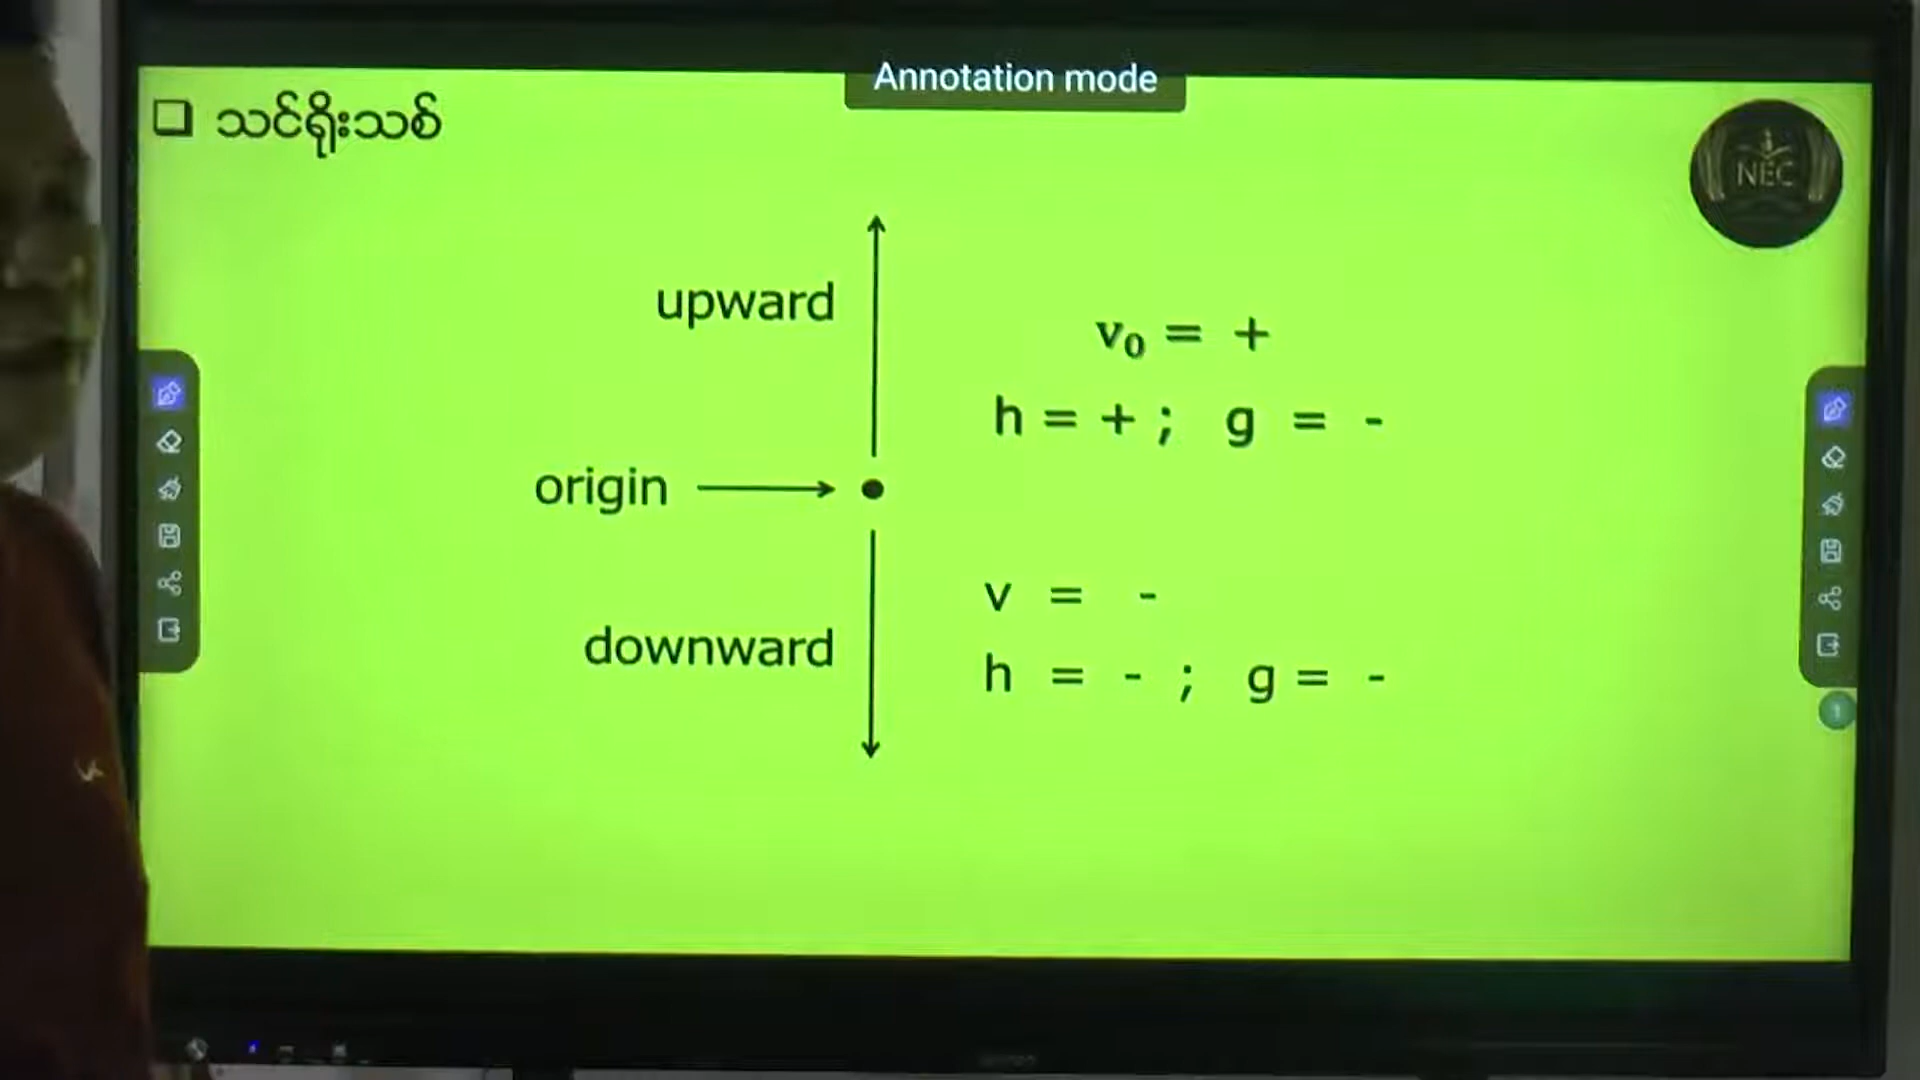 Annotation mode
❑ သင်ရိုးသစ်
NEC
upward
v₀ = +
h = + ; g = -
origin
v = -
downward
h = - ; g = -